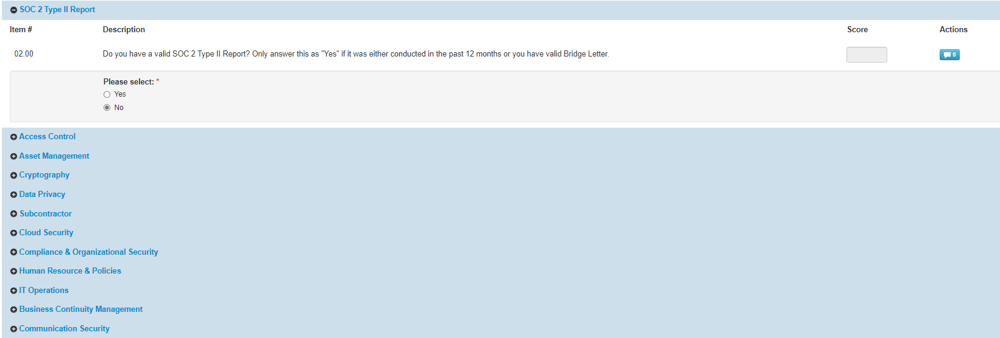 SOC 2 Type II Report
Item # Description Score Actions
02.00 Do you have a valid SOC 2 Type II Report? Only answer this as "Yes" if it was either conducted in the past 12 months or you have valid Bridge Letter. 0
Please select: *
Yes
No
Access Control
Asset Management
Cryptography
Data Privacy
Subcontractor
Cloud Security
Compliance & Organizational Security
Human Resource & Policies
IT Operations
Business Continuity Management
Communication Security